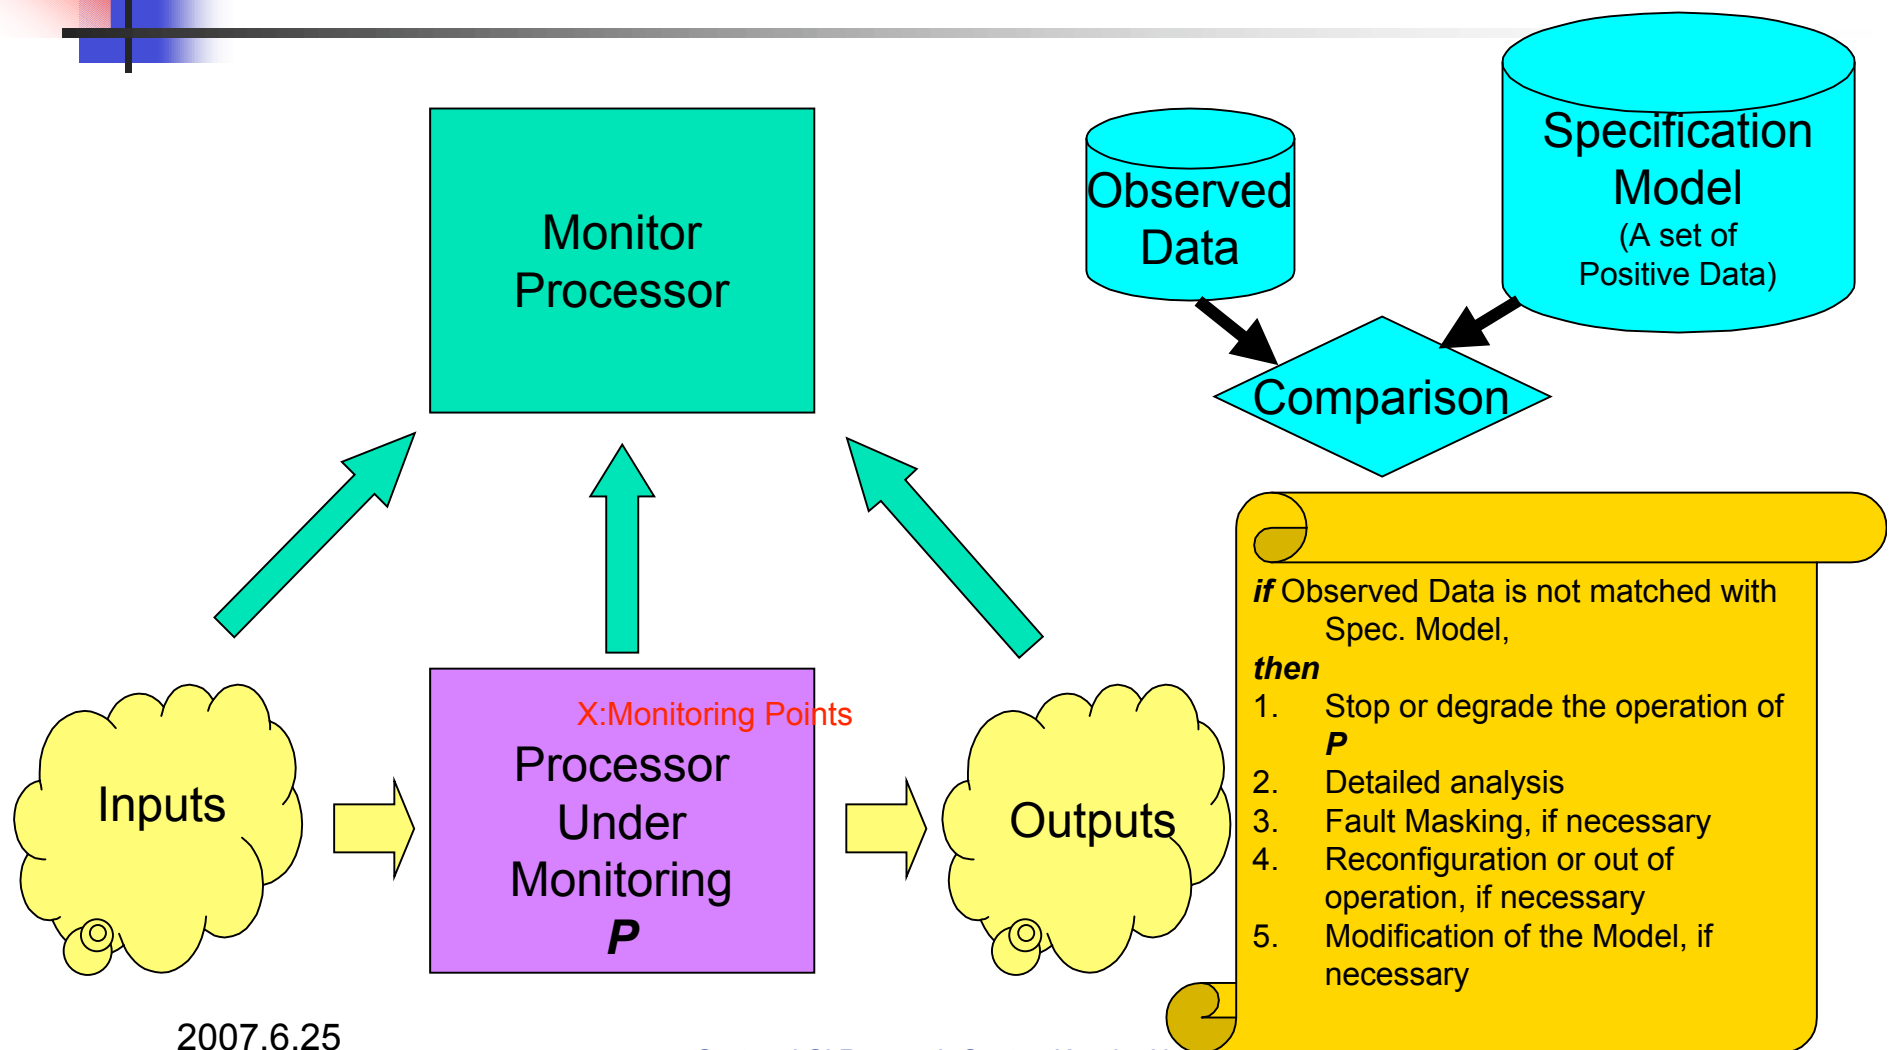 Monitor
Processor
Observed
Data
Specification
Model
(A set of
Positive Data)
Comparison
X:Monitoring Points
Processor
Under
Monitoring
P
Inputs
Outputs
if Observed Data is not matched with
Spec. Model,
then
1. Stop or degrade the operation of
P
2. Detailed analysis
3. Fault Masking, if necessary
4. Reconfiguration or out of
operation, if necessary
5. Modification of the Model, if
necessary
2007.6.25